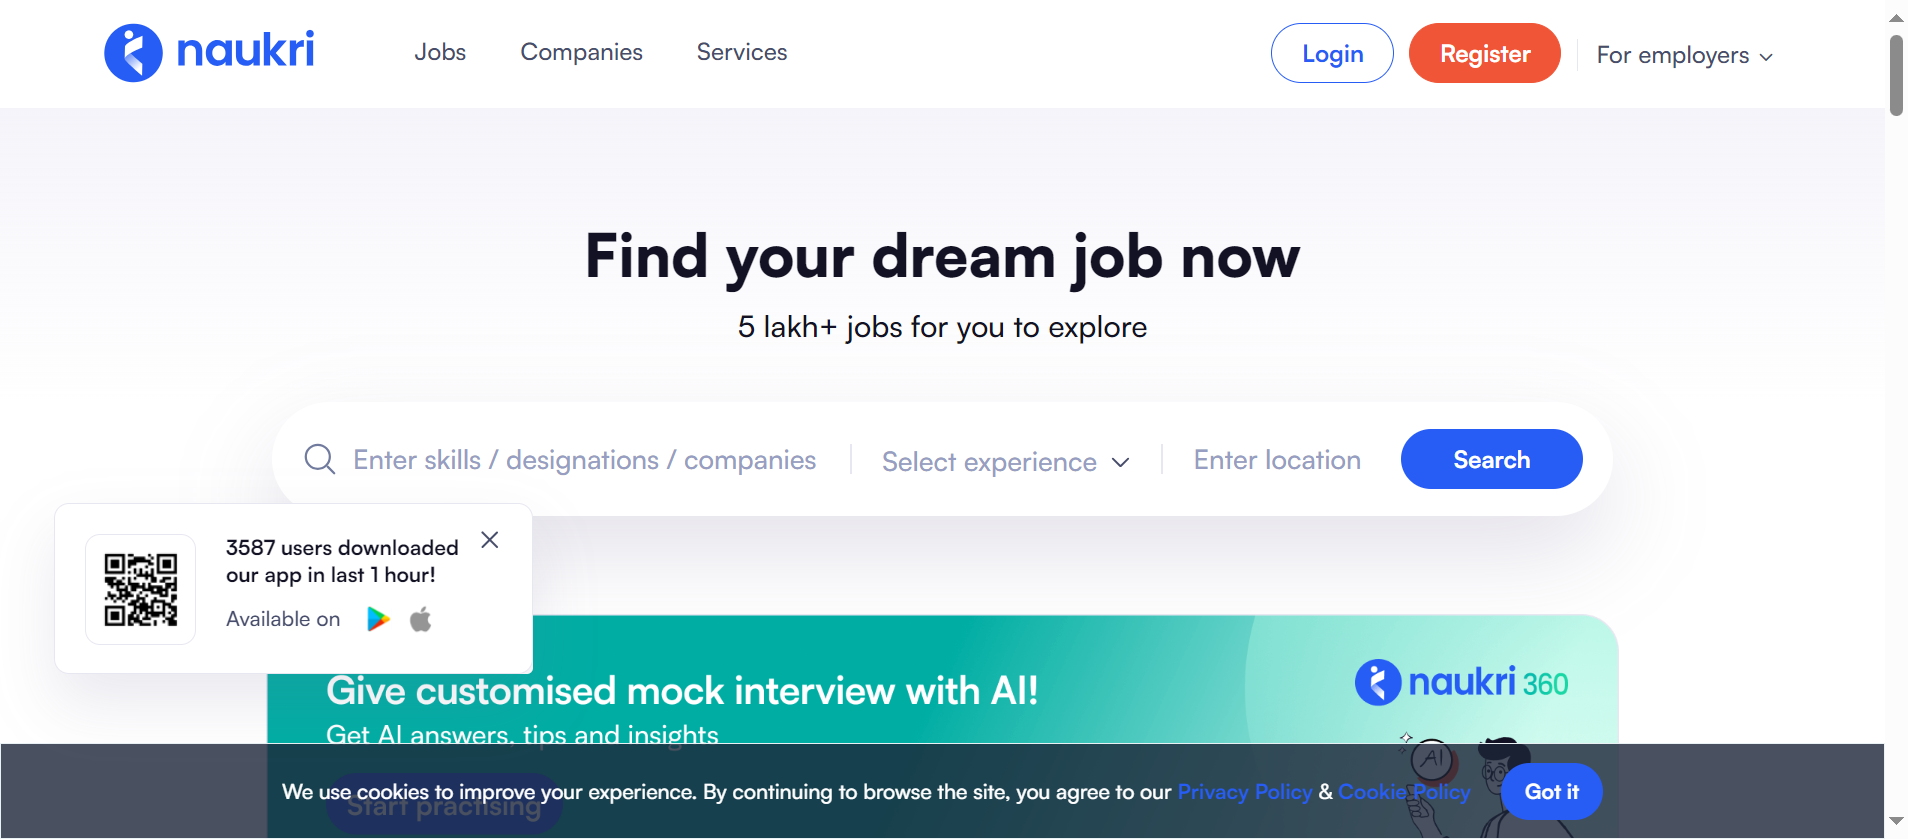 naukri
Jobs
Companies
Services
Login
Register
For employers
Find your dream job now
5 lakh+ jobs for you to explore
Enter skills / designations / companies
Select experience
Enter location
Search
3587 users downloaded
our app in last 1 hour!
Available on
Give customised mock interview with AI!
Get AI answers, tips and insights
naukri 360
AI
Start practising
We use cookies to improve your experience. By continuing to browse the site, you agree to our Privacy Policy & Cookie Policy
Got it